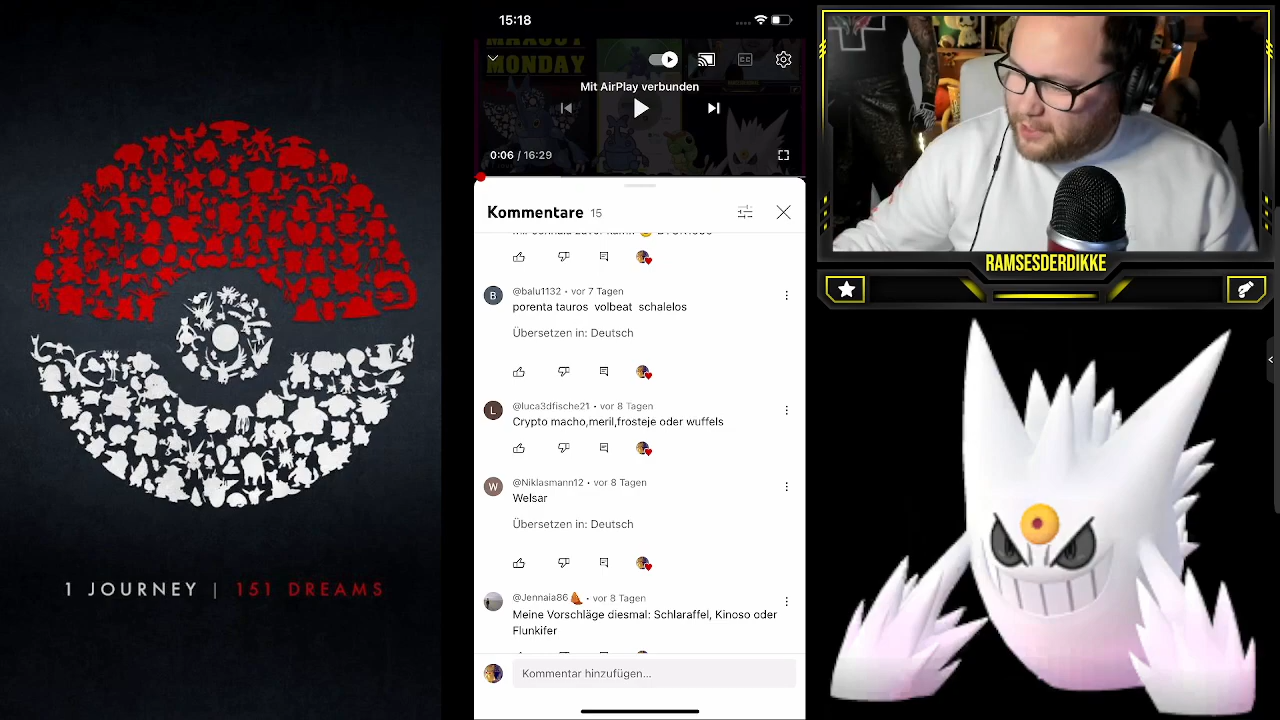 1 JOURNEY | 151 DREAMS
15:18
MAXOUT
MONDAY
CC
Mit AirPlay verbunden
0:06 / 16:29
Kommentare 15
@balu1132 • vor 7 Tagen
porenta tauros volbeat schalelos
Übersetzen in: Deutsch
@luca3dfische21 • vor 8 Tagen
Crypto macho,meril,frosteje oder wuffels
@Niklasmann12 • vor 8 Tagen
Welsar
Übersetzen in: Deutsch
@Jennaia86 • vor 8 Tagen
Meine Vorschläge diesmal: Schlaraffel, Kinoso oder
Flunkifer
Kommentar hinzufügen...
B
L
W
RAMSESDERDIKKE